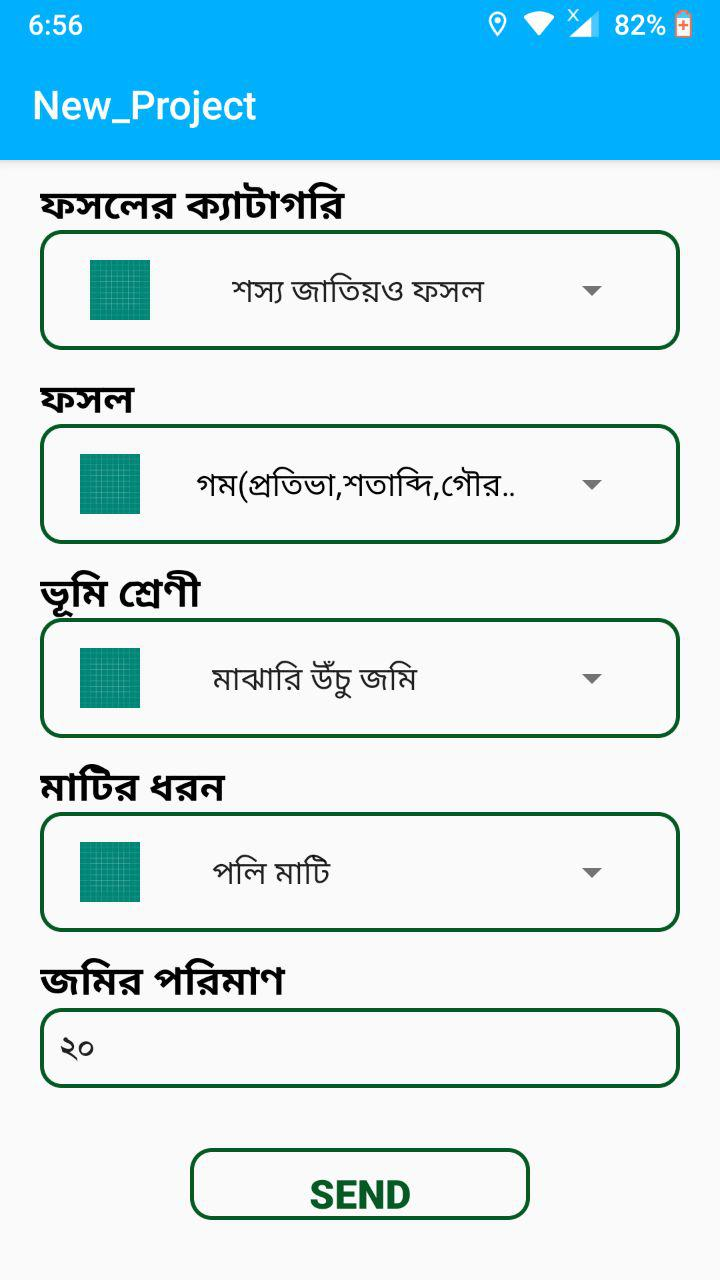 6:56 82%
New_Project
ফসলের ক্যাটাগরি
শস্য জাতিয়ও ফসল
ফসল
গম(প্রতিভা,শতাব্দি,গৌর..
ভূমি শ্রেণী
মাঝারি উঁচু জমি
মাটির ধরন
পলি মাটি
জমির পরিমাণ
২০
SEND